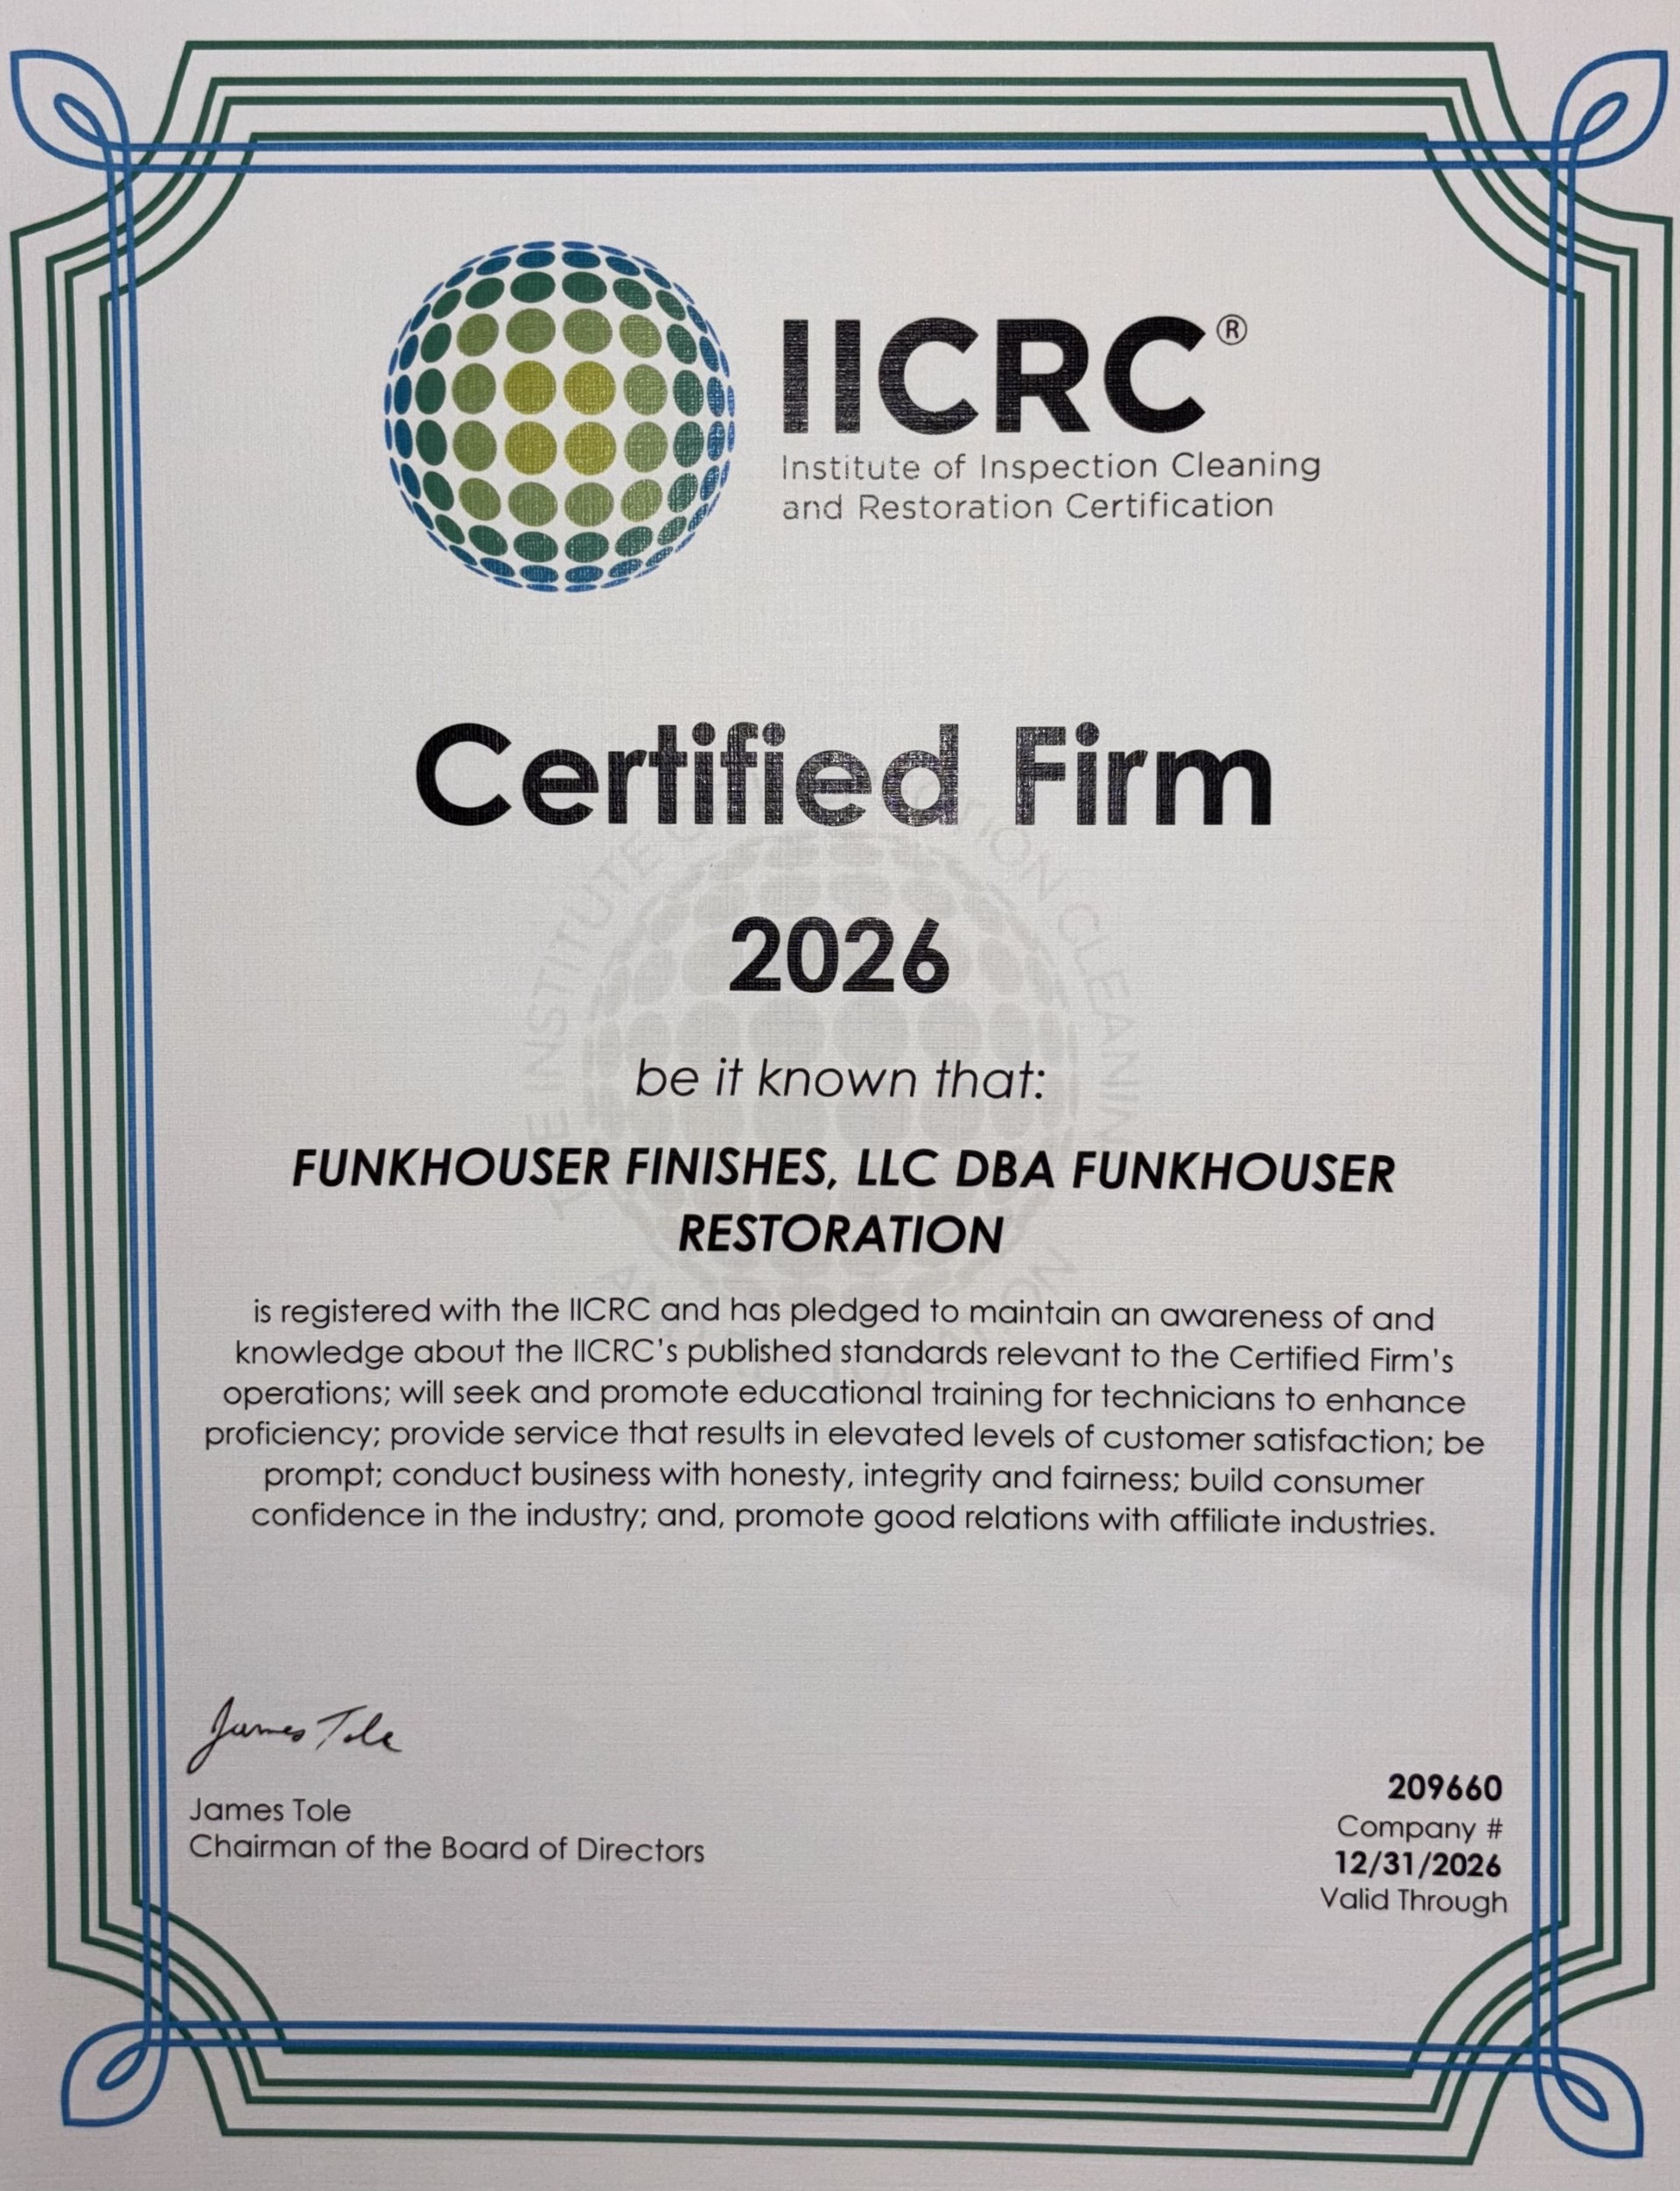 IICRC®
Institute of Inspection Cleaning
and Restoration Certification
Certified Firm
2026
be it known that:
FUNKHOUSER FINISHES, LLC DBA FUNKHOUSER
RESTORATION
is registered with the IICRC and has pledged to maintain an awareness of and
knowledge about the IICRC's published standards relevant to the Certified Firm's
operations; will seek and promote educational training for technicians to enhance
proficiency; provide service that results in elevated levels of customer satisfaction; be
prompt; conduct business with honesty, integrity and fairness; build consumer
confidence in the industry; and, promote good relations with affiliate industries.
James Tole
James Tole
Chairman of the Board of Directors
209660
Company #
12/31/2026
Valid Through